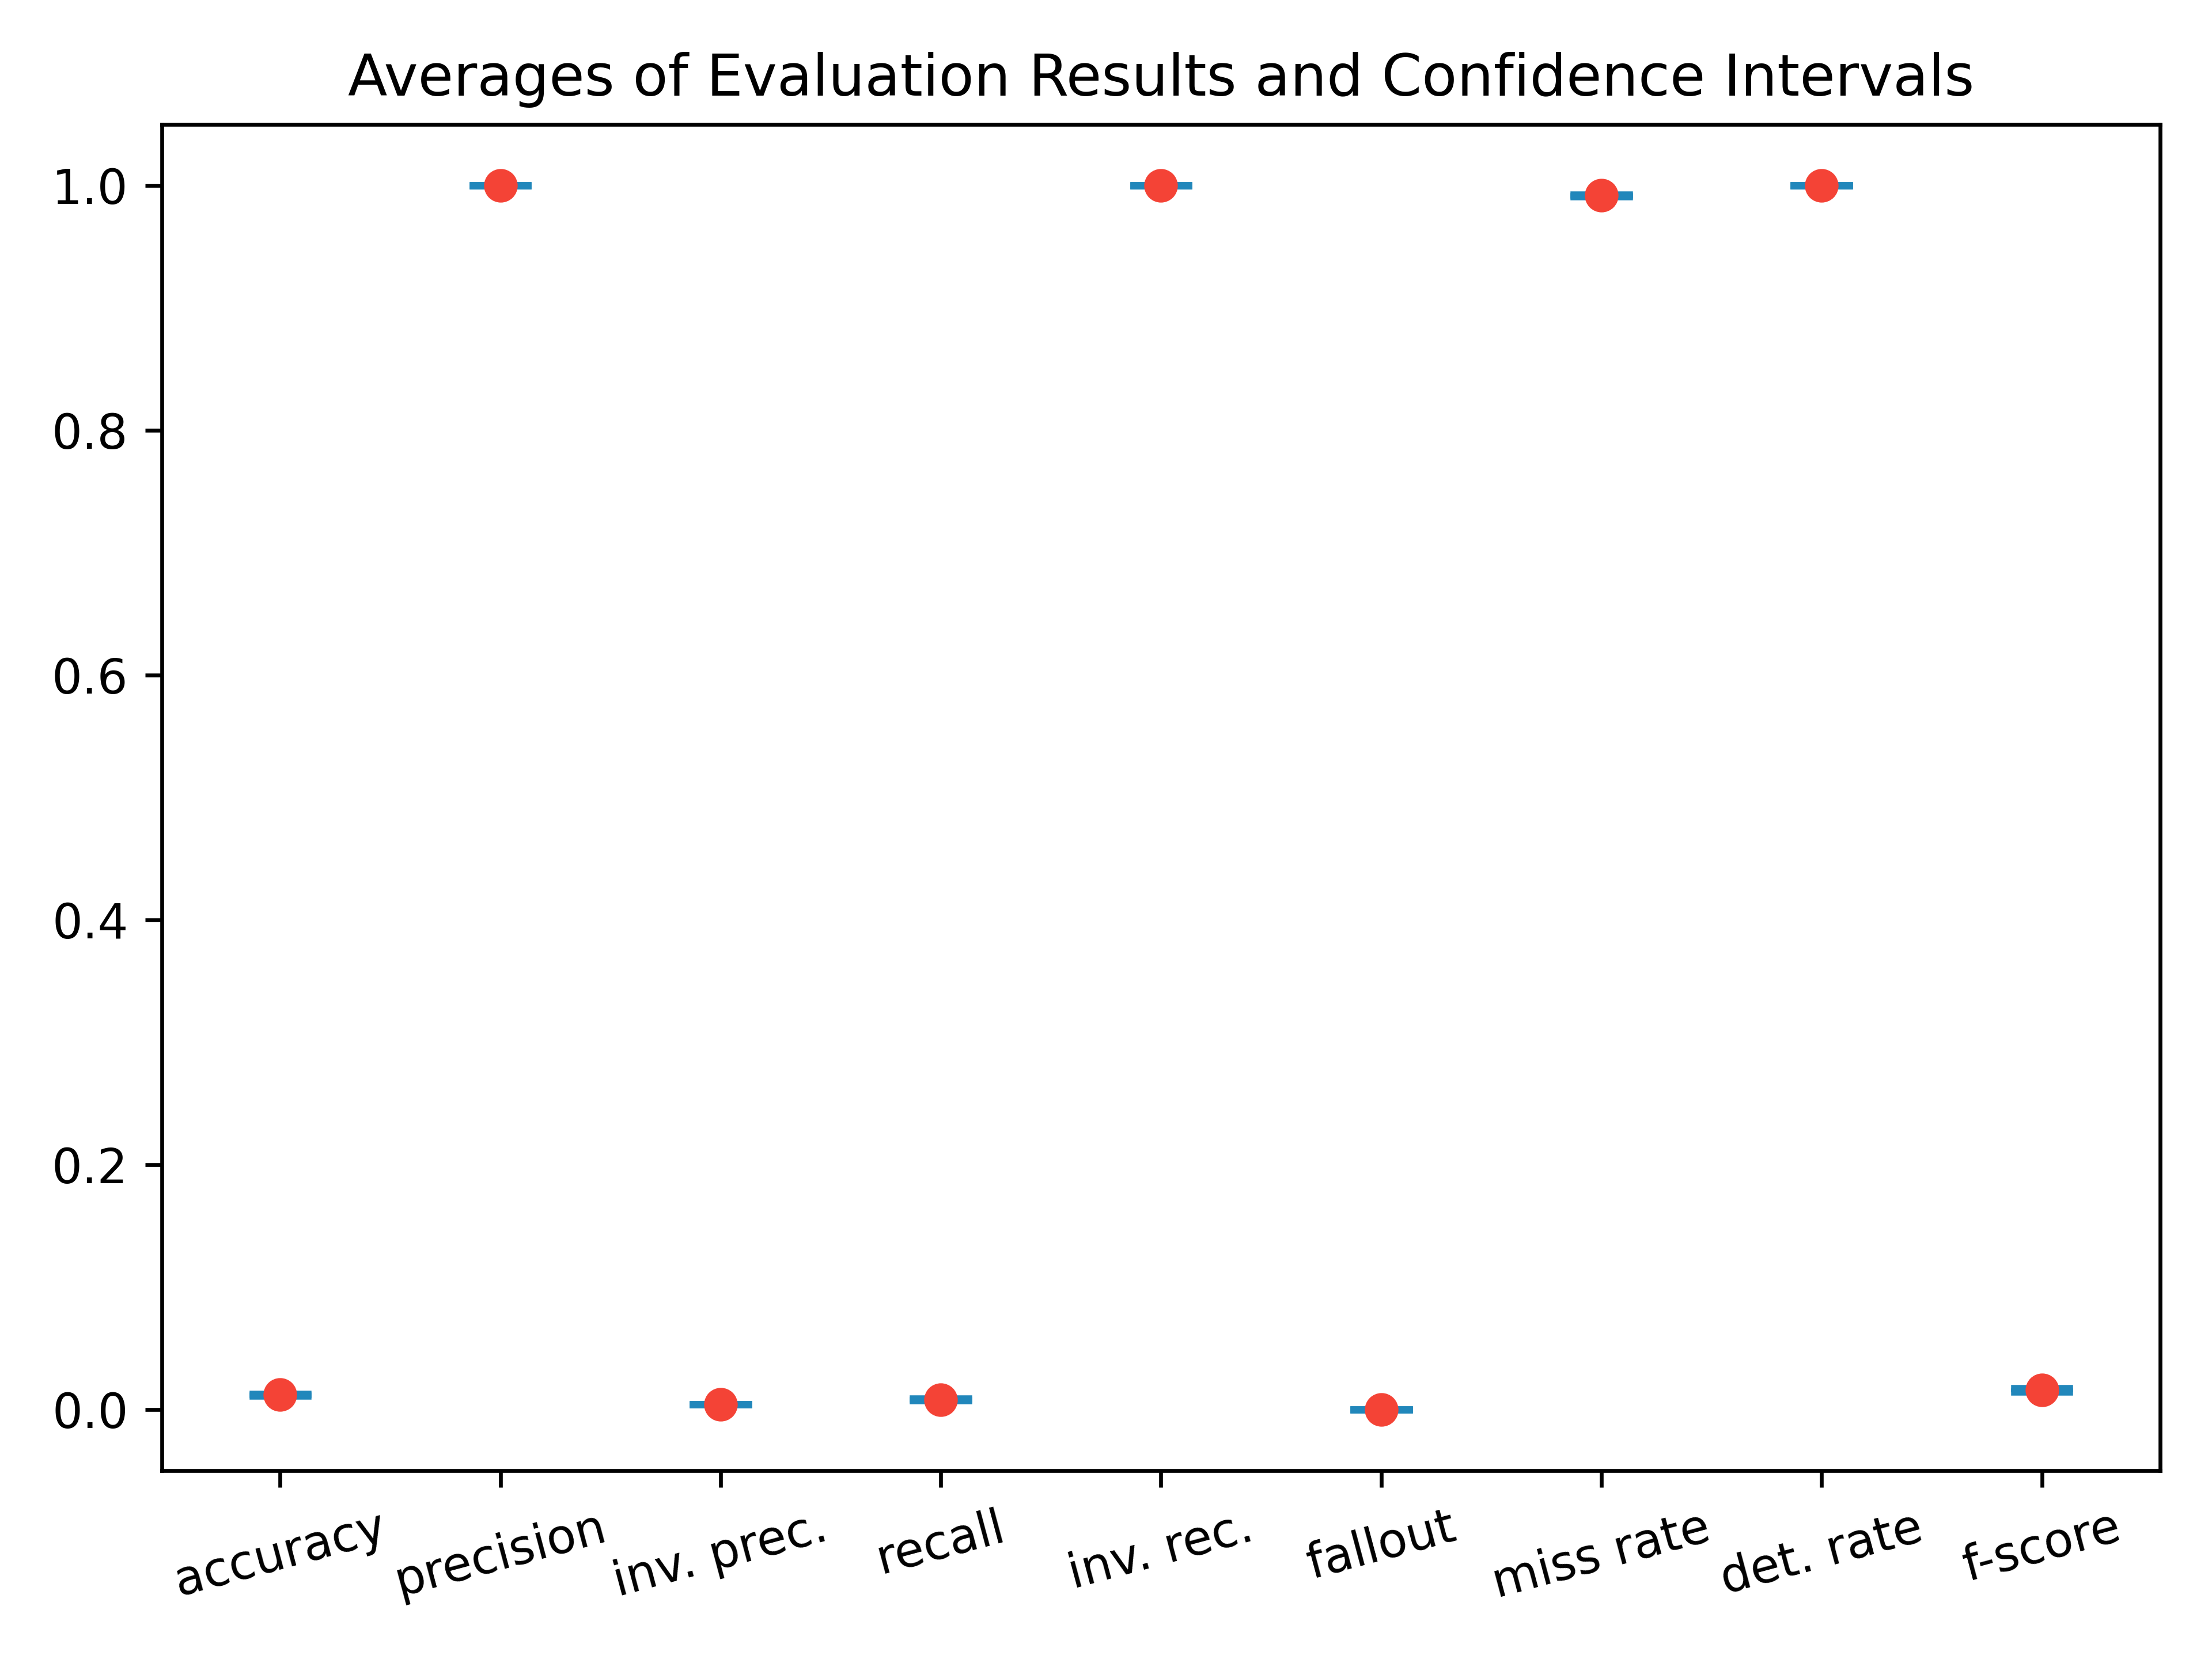 Averages of Evaluation Results and Confidence Intervals
1.0
0.8
0.6
0.4
0.2
0.0
accuracy
precision
inv. prec.
recall
inv. rec.
fallout
miss rate
det. rate
f-score